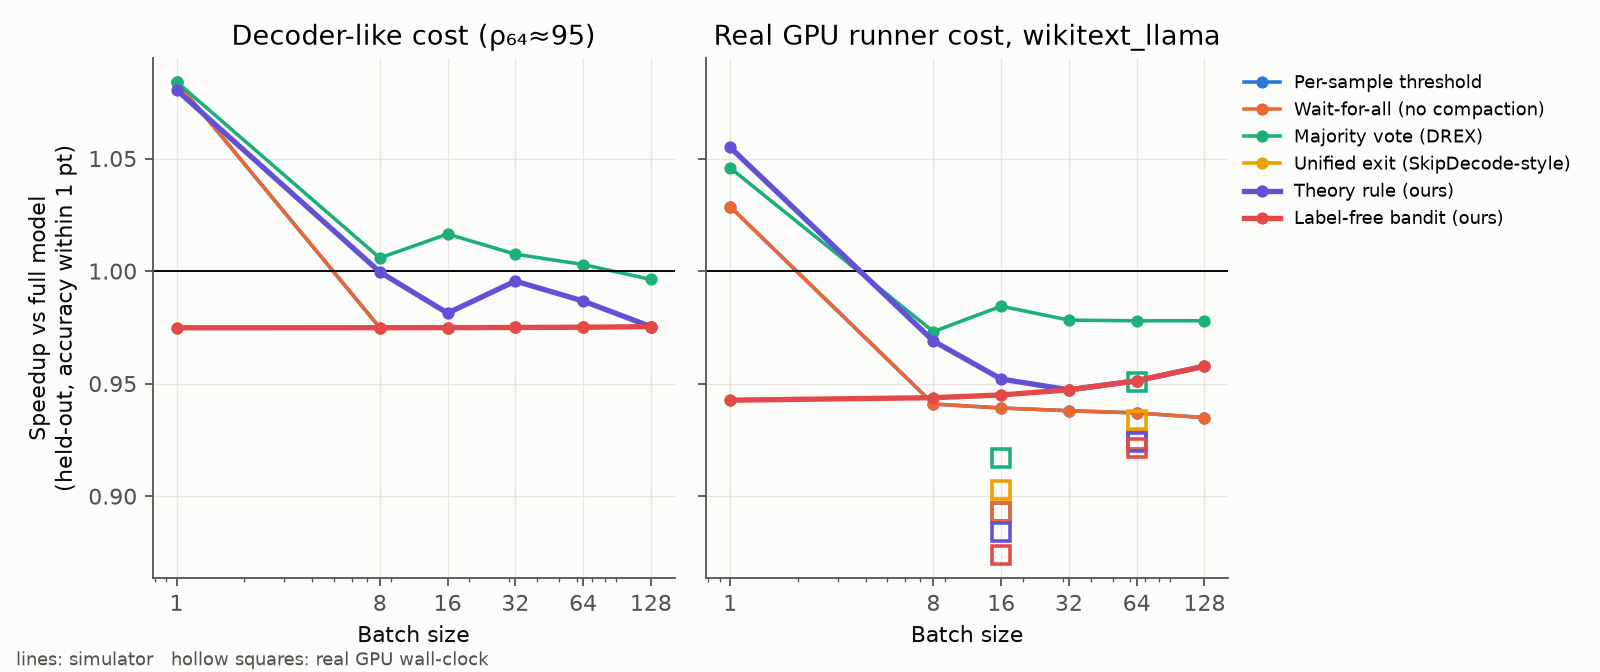 Decoder-like cost (ρ₆₄≈95)
Real GPU runner cost, wikitext_llama
Speedup vs full model
(held-out, accuracy within 1 pt)
1.05
1.00
0.95
0.90
1 8 16 32 64 128
Batch size
1 8 16 32 64 128
Batch size
Per-sample threshold
Wait-for-all (no compaction)
Majority vote (DREX)
Unified exit (SkipDecode-style)
Theory rule (ours)
Label-free bandit (ours)
lines: simulator hollow squares: real GPU wall-clock